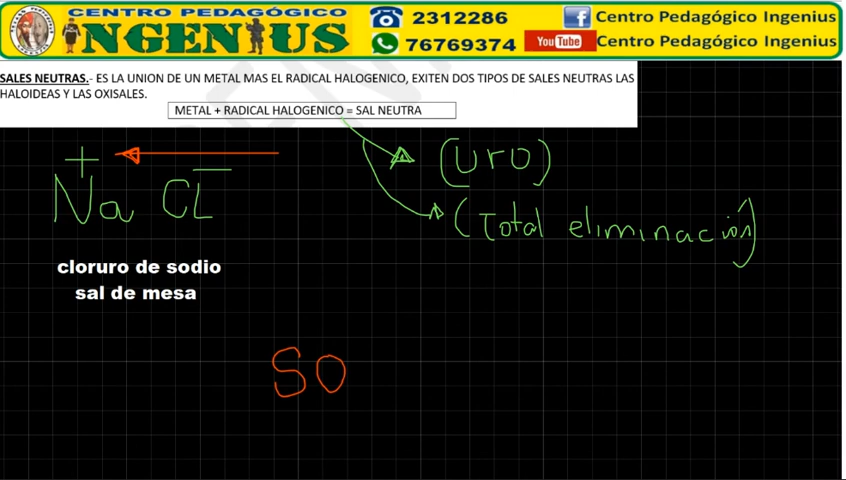 CENTRO PEDAGÓGICO
INGENIUS
2312286
76769374
Centro Pedagógico Ingenius
YouTube Centro Pedagógico Ingenius
SALES NEUTRAS.- ES LA UNION DE UN METAL MAS EL RADICAL HALOGENICO, EXITEN DOS TIPOS DE SALES NEUTRAS LAS
HALOIDEAS Y LAS OXISALES.
METAL + RADICAL HALOGENICO = SAL NEUTRA
+ −
Na Cl
(uro)
(Total eliminación)
cloruro de sodio
sal de mesa
SO